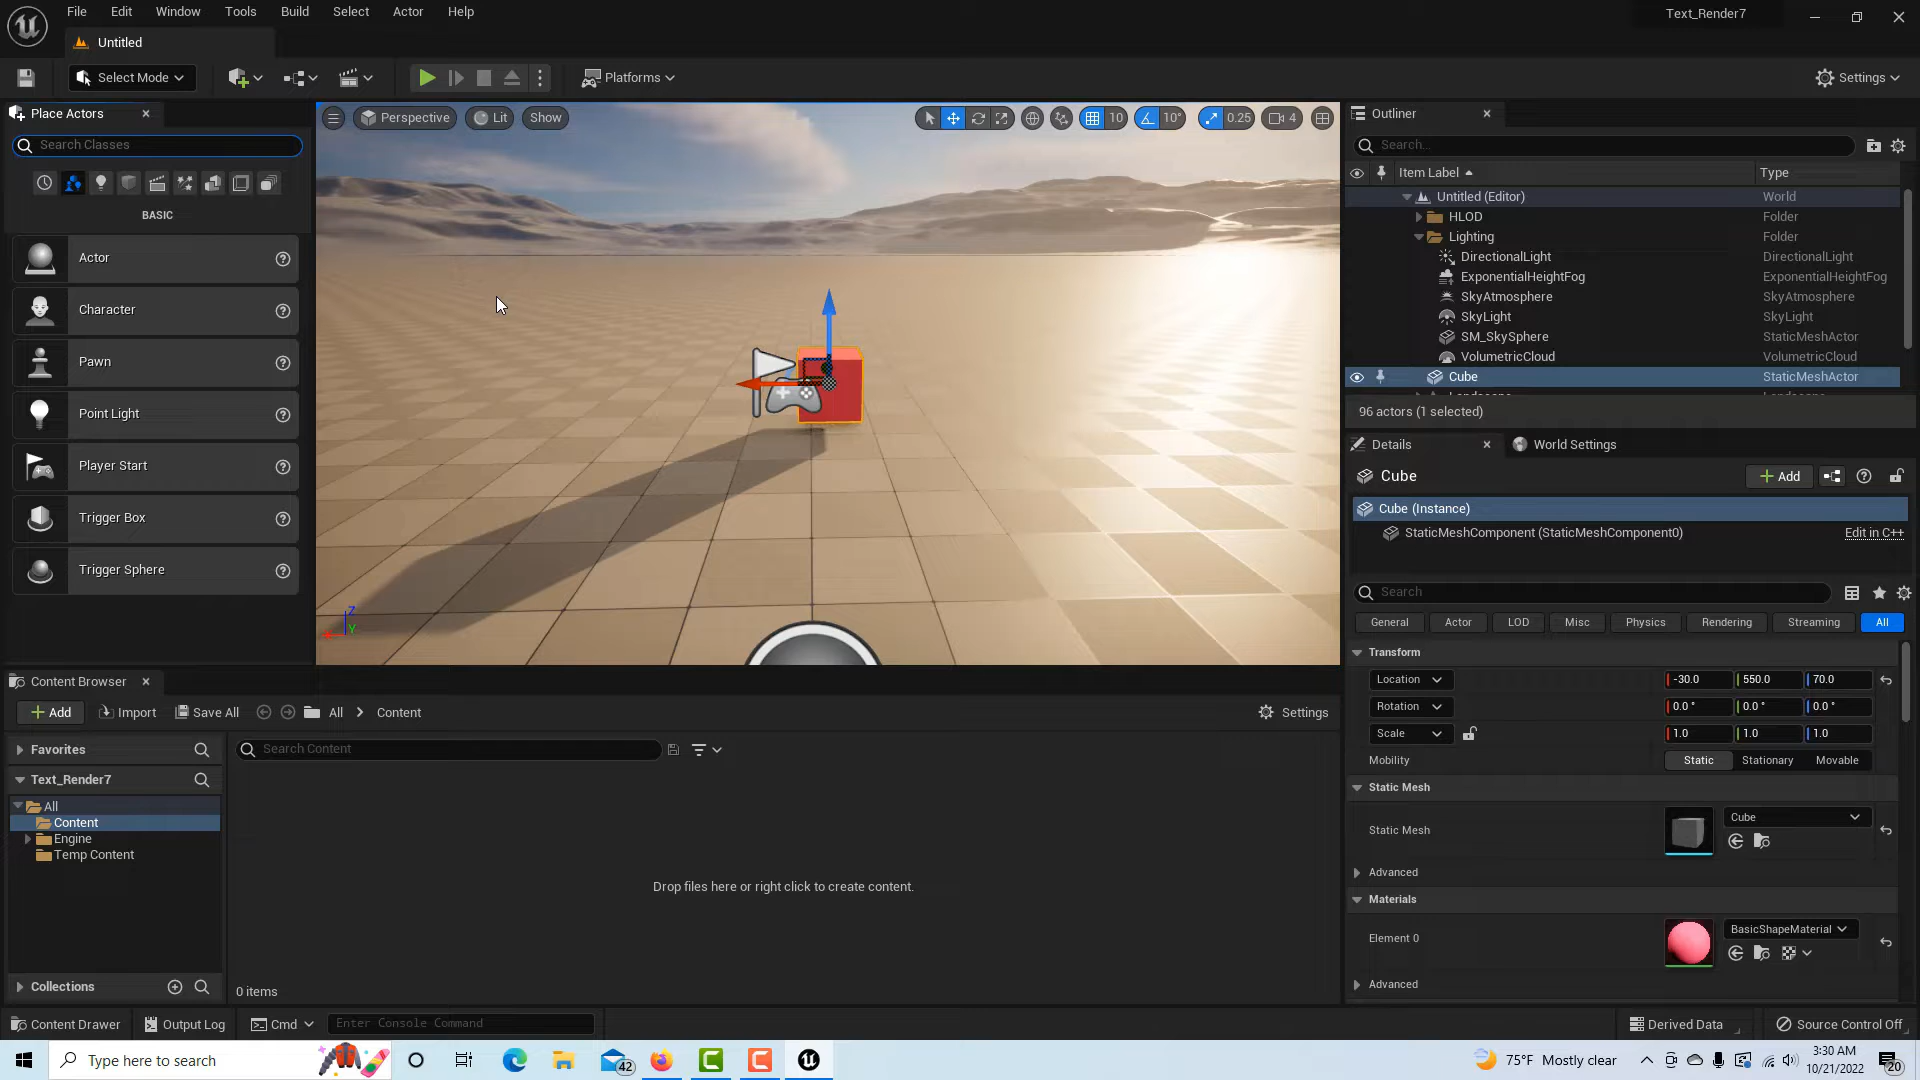 File Edit Window Tools Build Select Actor Help
Text_Render7
Untitled
Select Mode
Platforms
Settings
Place Actors
Search Classes
BASIC
Actor
Character
Pawn
Point Light
Player Start
Trigger Box
Trigger Sphere
Perspective Lit Show
10 10° 0.25 4
Z
Y
Outliner
Search...
Item Label Type
Untitled (Editor) World
HLOD Folder
Lighting Folder
DirectionalLight DirectionalLight
ExponentialHeightFog ExponentialHeightFog
SkyAtmosphere SkyAtmosphere
SkyLight SkyLight
SM_SkySphere StaticMeshActor
VolumetricCloud VolumetricCloud
Cube StaticMeshActor
96 actors (1 selected)
Details World Settings
Cube
Add
Cube (Instance)
StaticMeshComponent (StaticMeshComponent0) Edit in C++
Search
General Actor LOD Misc Physics Rendering Streaming All
Transform
Location -30.0 550.0 70.0
Rotation 0.0 ° 0.0 ° 0.0 °
Scale 1.0 1.0 1.0
Mobility Static Stationary Movable
Static Mesh
Static Mesh Cube
Advanced
Materials
Element 0 BasicShapeMaterial
Advanced
Content Browser
Add Import Save All All Content Settings
Favorites
Search Content
Text_Render7
All
Content
Engine
Temp Content
Drop files here or right click to create content.
Collections
0 items
Content Drawer Output Log Cmd Enter Console Command Derived Data Source Control Off
Type here to search
42
75°F Mostly clear
3:30 AM
10/21/2022
20